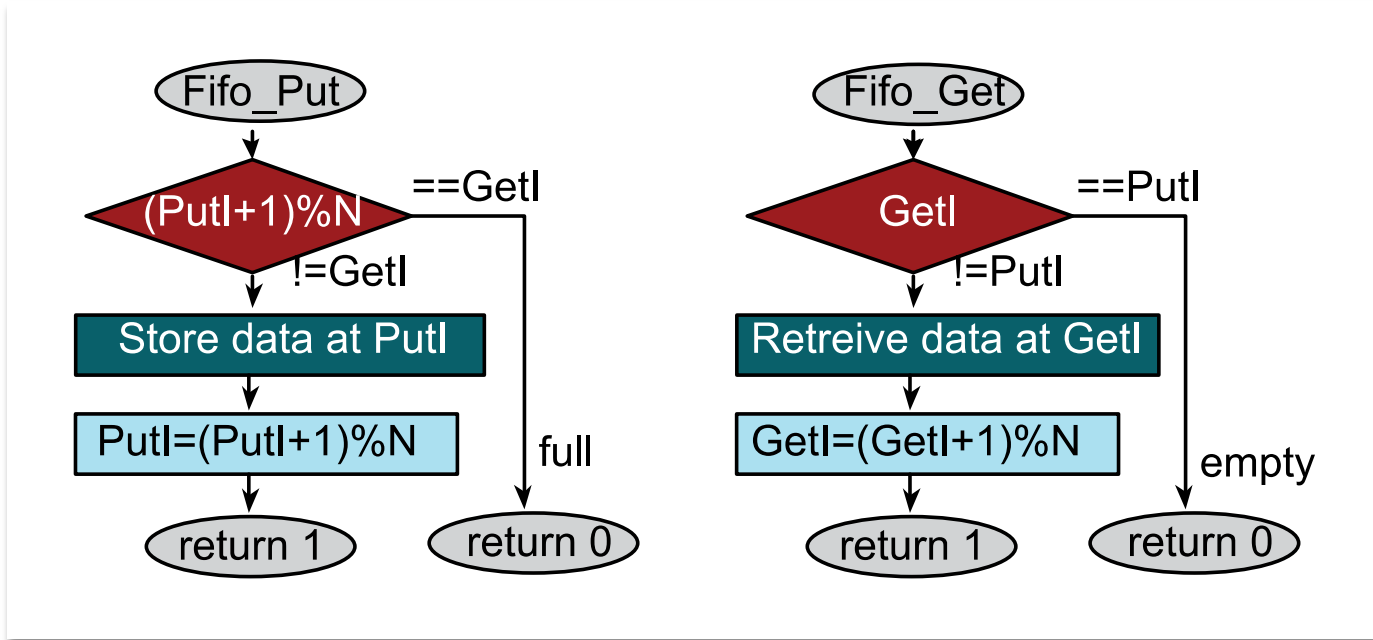 Fifo_Put
(PutI+1)%N
==GetI
!=GetI
Store data at PutI
PutI=(PutI+1)%N
full
return 1
return 0
Fifo_Get
GetI
==PutI
!=PutI
Retreive data at GetI
GetI=(GetI+1)%N
empty
return 1
return 0